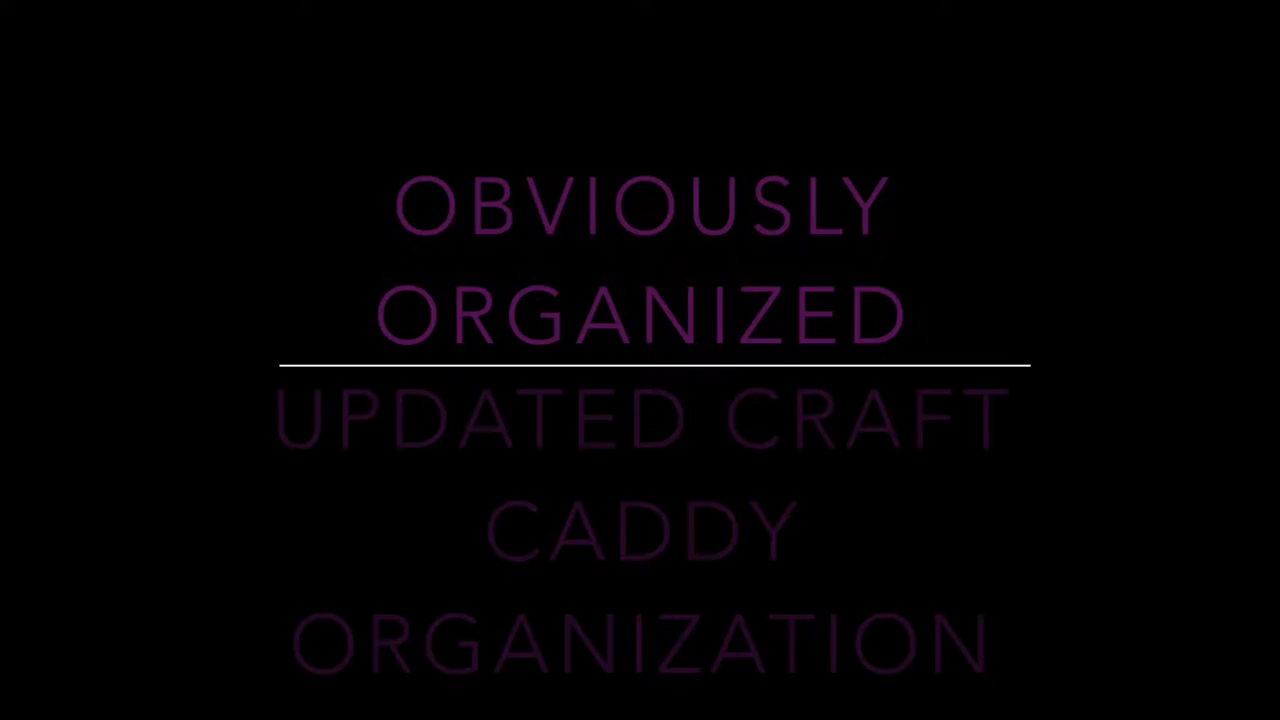 OBVIOUSLY
ORGANIZED
UPDATED CRAFT
CADDY
ORGANIZATION